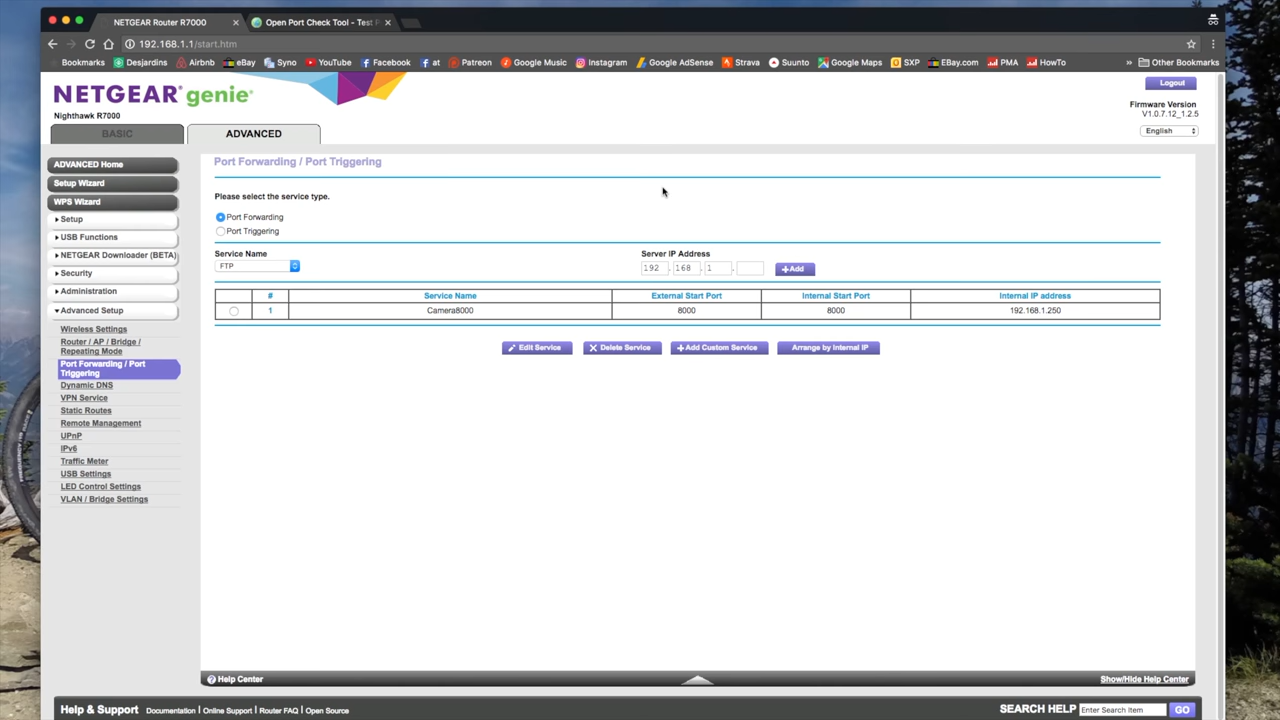 NETGEAR Router R7000
Open Port Check Tool - Test P
192.168.1.1/start.htm
Bookmarks
Desjardins
Airbnb
eBay
Syno
YouTube
Facebook
at
Patreon
Google Music
Instagram
Google AdSense
Strava
Suunto
Google Maps
SXP
EBay.com
PMA
HowTo
» Other Bookmarks
NETGEAR® genie®
Logout
Nighthawk R7000
Firmware Version
V1.0.7.12_1.2.5
English
BASIC
ADVANCED
ADVANCED Home
Setup Wizard
WPS Wizard
Setup
USB Functions
NETGEAR Downloader (BETA)
Security
Administration
Advanced Setup
Wireless Settings
Router / AP / Bridge /
Repeating Mode
Port Forwarding / Port
Triggering
Dynamic DNS
VPN Service
Static Routes
Remote Management
UPnP
IPv6
Traffic Meter
USB Settings
LED Control Settings
VLAN / Bridge Settings
Port Forwarding / Port Triggering
Please select the service type.
Port Forwarding
Port Triggering
Service Name
FTP
Server IP Address
192 . 168 . 1 .
+Add
# Service Name External Start Port Internal Start Port Internal IP address
1 Camera8000 8000 8000 192.168.1.250
Edit Service
Delete Service
+Add Custom Service
Arrange by Internal IP
Help Center
Show/Hide Help Center
Help & Support Documentation | Online Support | Router FAQ | Open Source
SEARCH HELP Enter Search Item GO